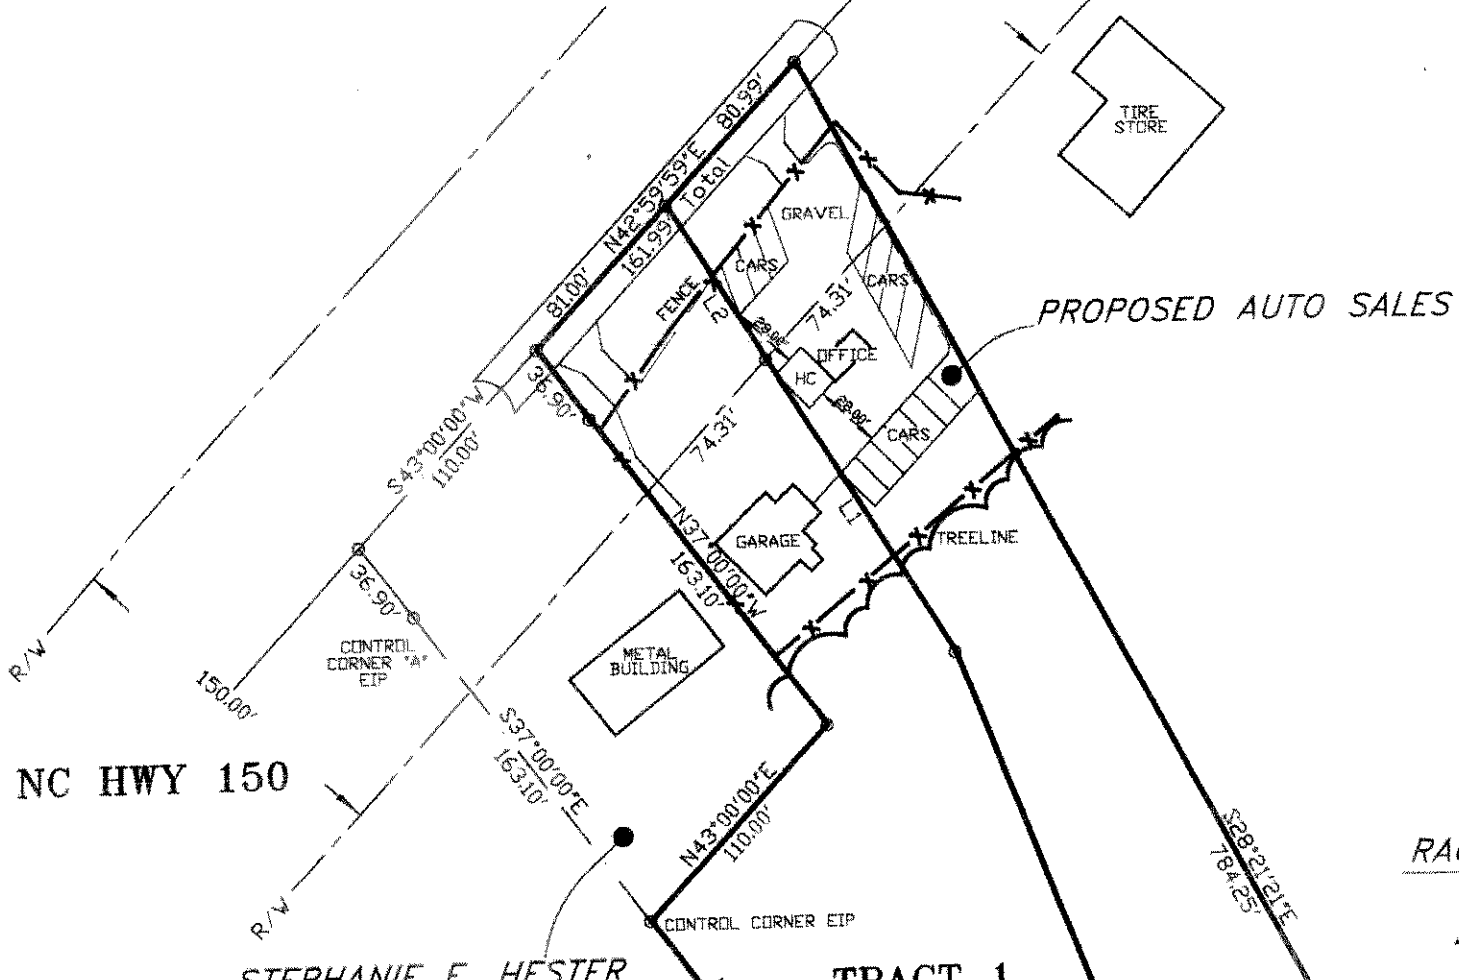 TIRE
STORE
80.99'
N42°59'59"E
Total
161.99'
81.00'
GRAVEL
CARS
CARS
FENCE
L2
74.31'
PROPOSED AUTO SALES
OFFICE
HC
CARS
36.90'
S43°00'00"W
110.00'
74.31'
L1
GARAGE
TREELINE
N37°00'00"W
163.10'
36.90'
CONTROL
CORNER "A"
EIP
METAL
BUILDING
R/W
150.00'
NC HWY 150
S37°00'00"E
163.10'
N43°00'00"E
110.00'
S28°21'21"E
784.25'
R/W
CONTROL CORNER EIP
STEPHANIE E. HESTER
TRACT 1